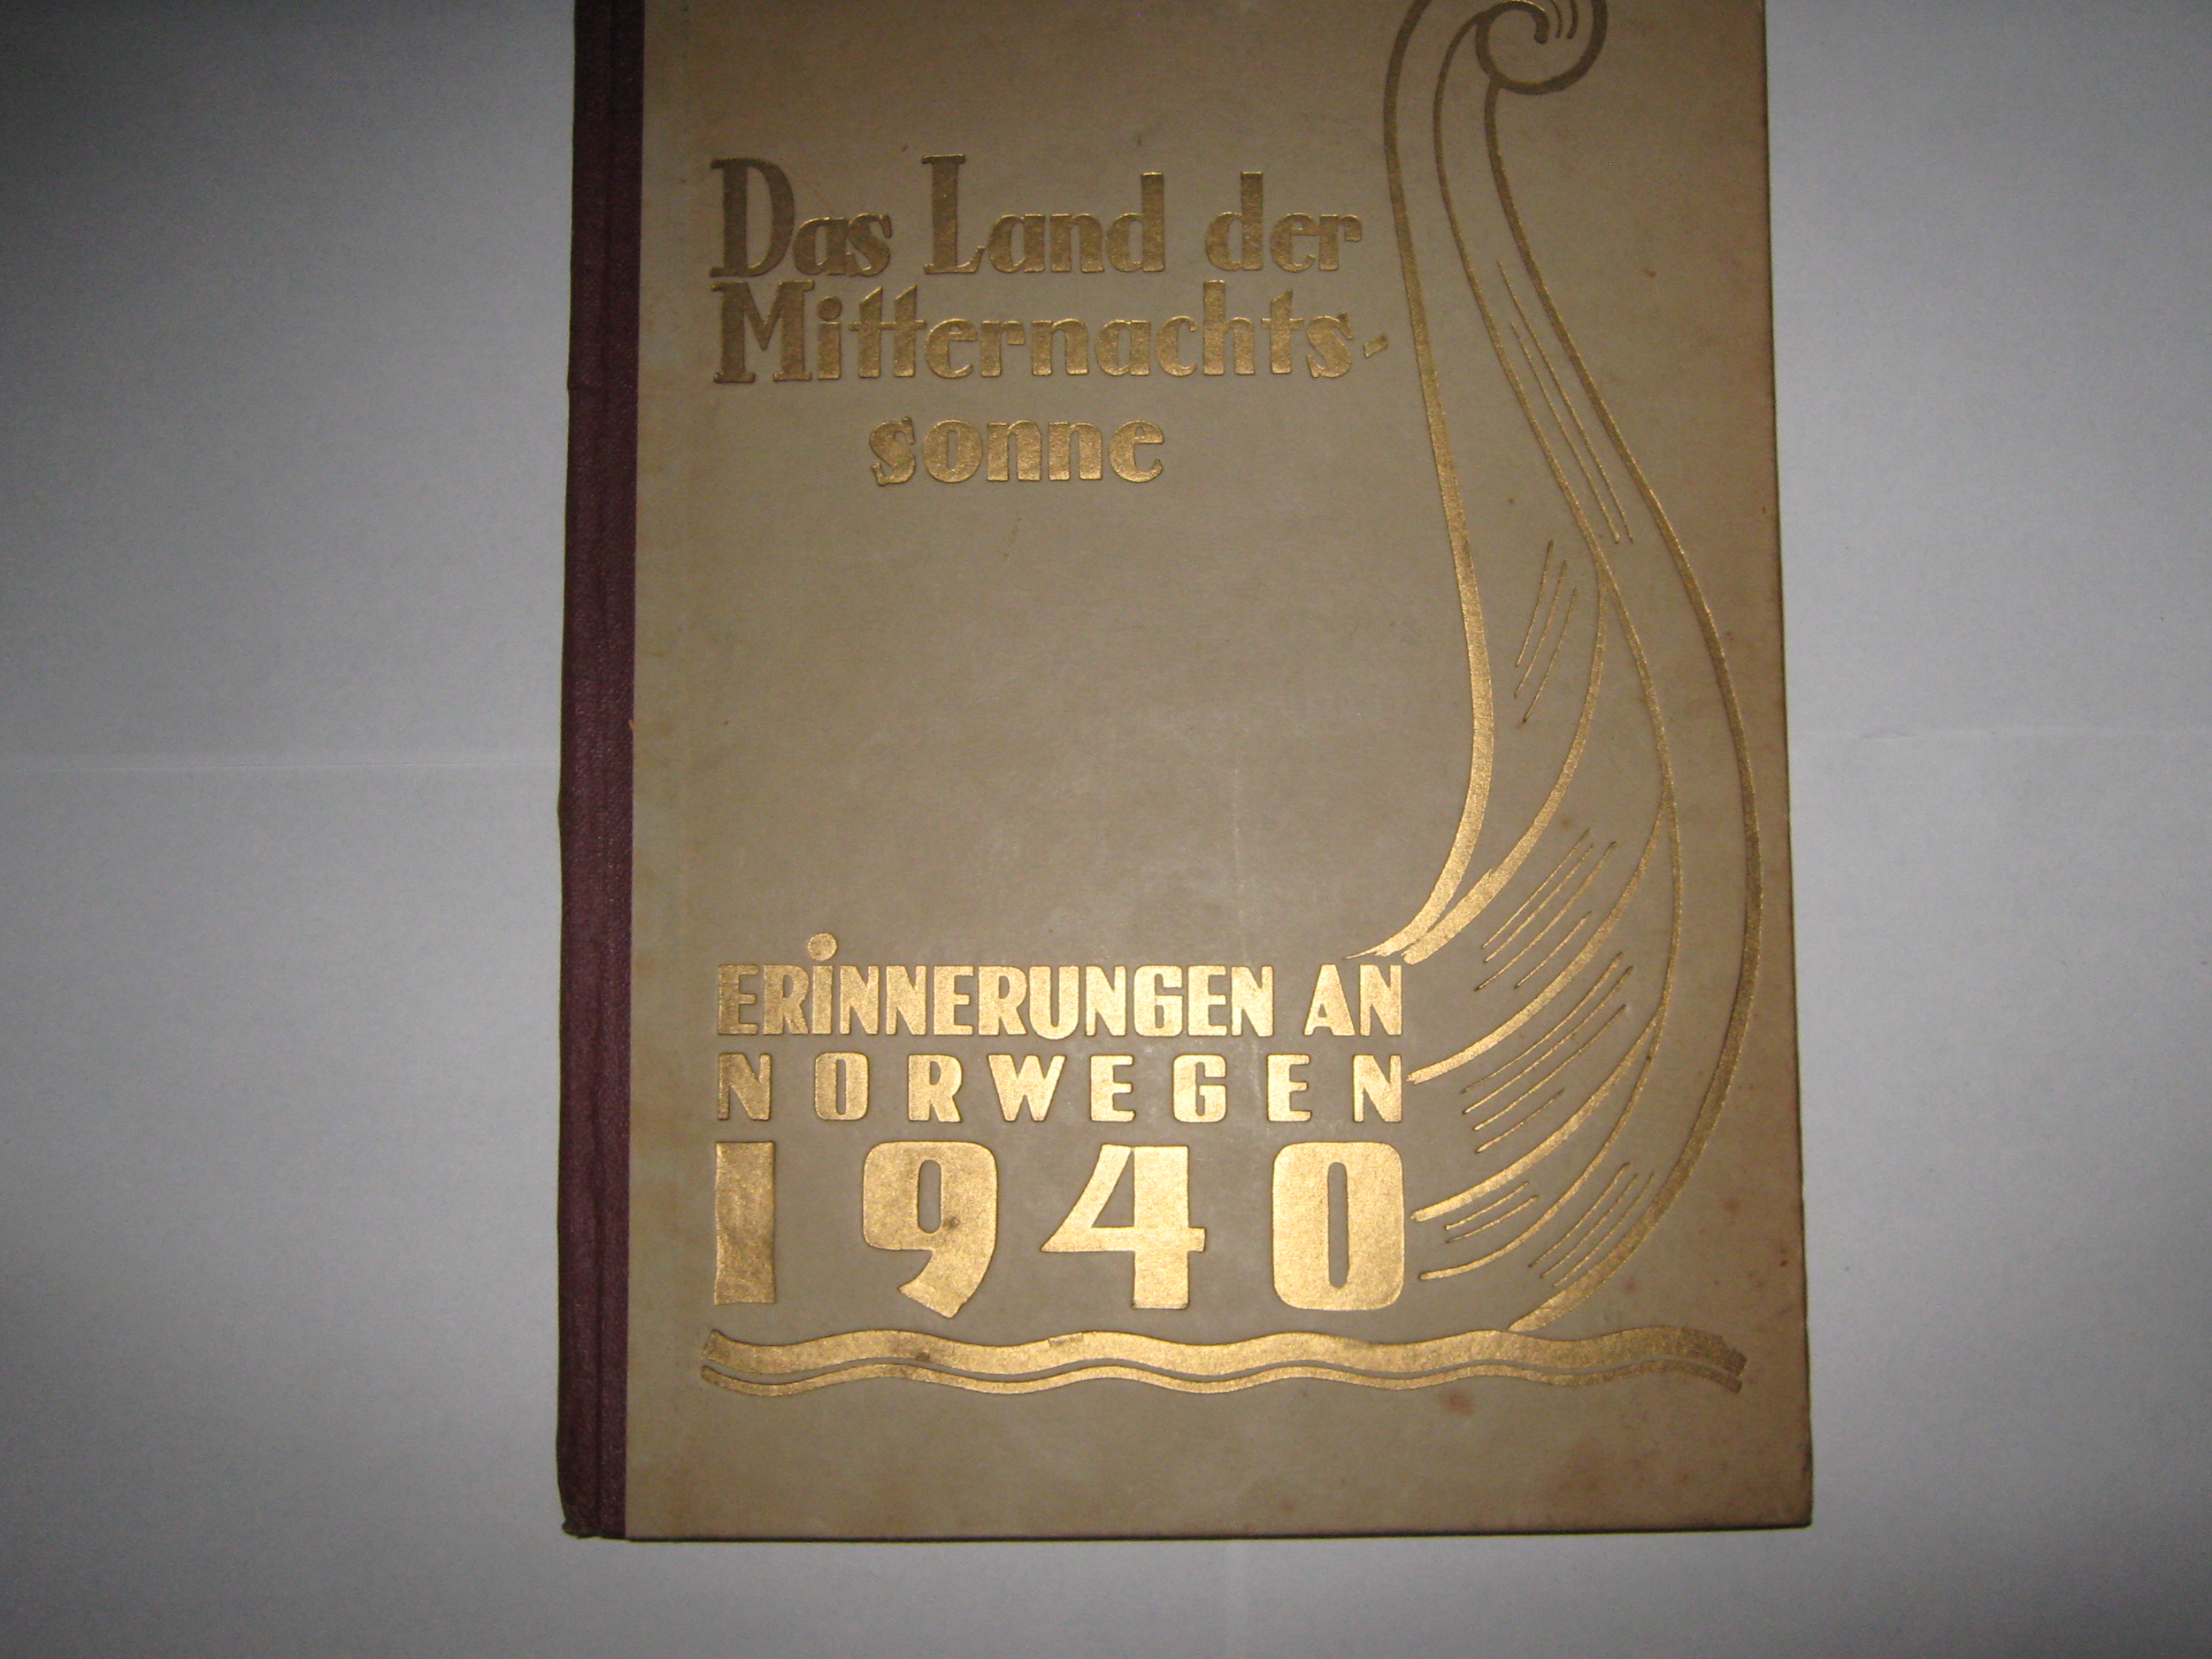 Das Land der
Mitternachts-
sonne
ERiNNERUNGEN AN
NORWEGEN
1940